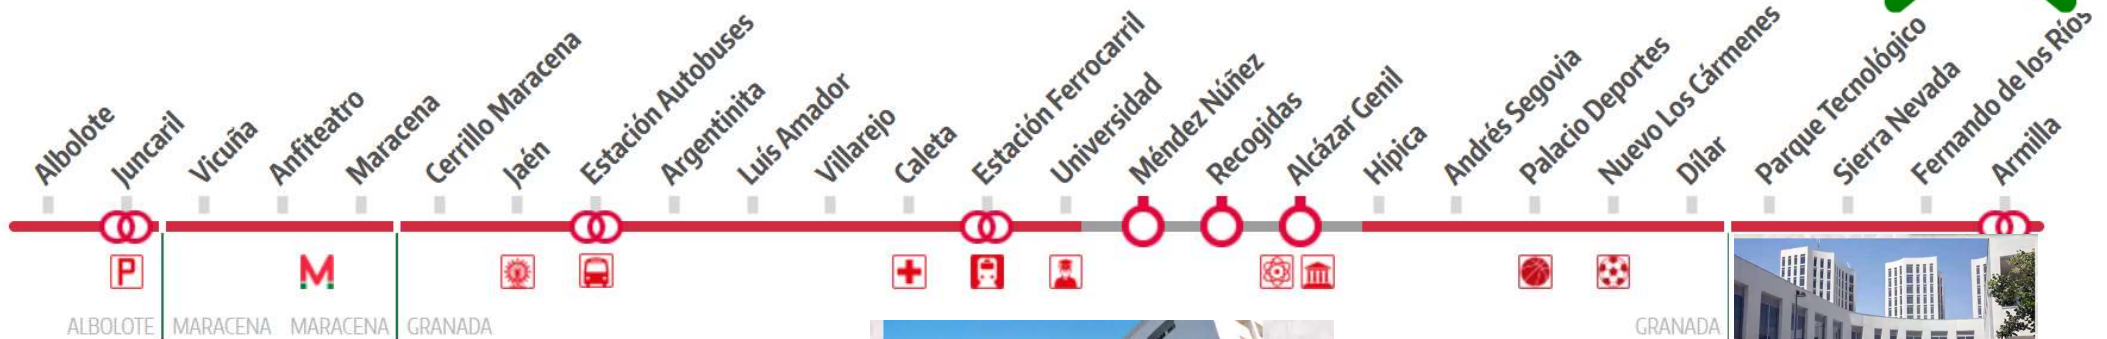 Albolote
Juncaril
Vicuña
Anfiteatro
Maracena
Cerrillo Maracena
Jaén
Estación Autobuses
Argentinita
Luís Amador
Villarejo
Caleta
Estación Ferrocarril
Universidad
Méndez Núñez
Recogidas
Alcázar Genil
Hípica
Andrés Segovia
Palacio Deportes
Nuevo Los Cármenes
Dílar
Parque Tecnológico
Sierra Nevada
Fernando de los Ríos
Armilla
P
M
ALBOLOTE
MARACENA
MARACENA
GRANADA
GRANADA